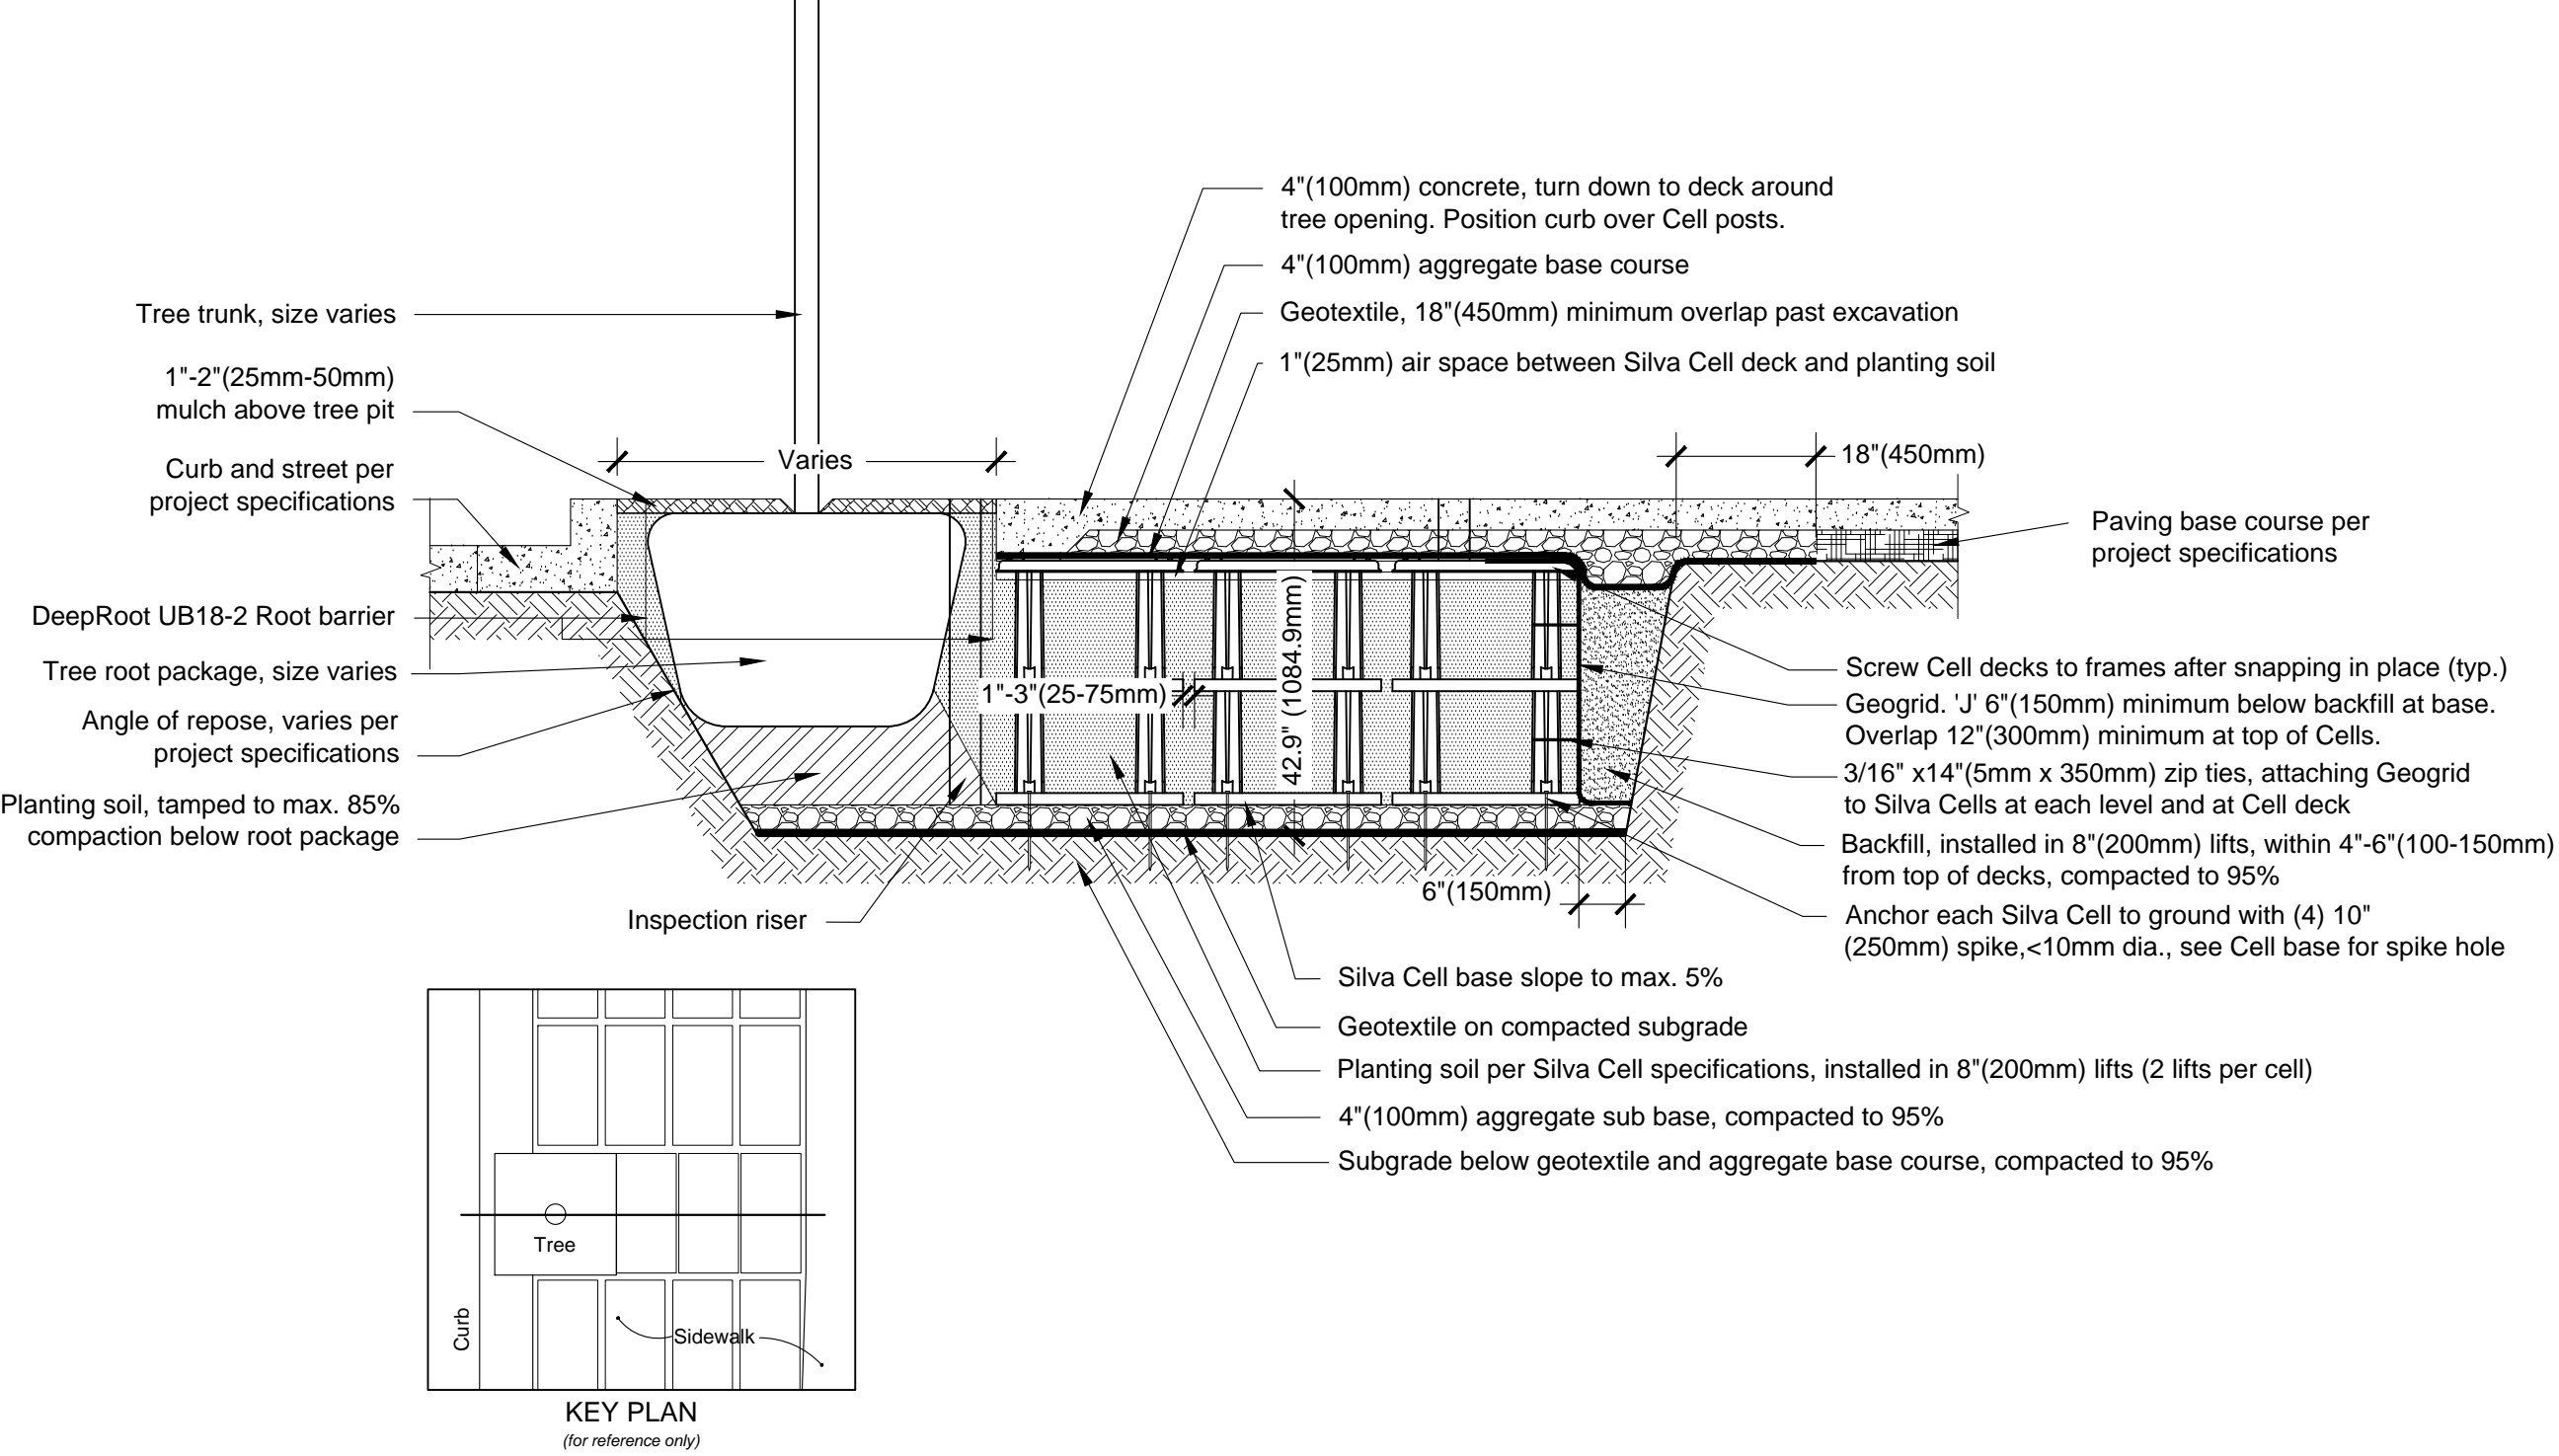 4"(100mm) concrete, turn down to deck around
tree opening. Position curb over Cell posts.
4"(100mm) aggregate base course
Geotextile, 18"(450mm) minimum overlap past excavation
1"(25mm) air space between Silva Cell deck and planting soil
Tree trunk, size varies
1"-2"(25mm-50mm)
mulch above tree pit
Curb and street per
project specifications
DeepRoot UB18-2 Root barrier
Tree root package, size varies
Angle of repose, varies per
project specifications
Planting soil, tamped to max. 85%
compaction below root package
Inspection riser
Varies
1"-3"(25-75mm)
42.9" (1084.9mm)
18"(450mm)
6"(150mm)
Paving base course per
project specifications
Screw Cell decks to frames after snapping in place (typ.)
Geogrid. 'J' 6"(150mm) minimum below backfill at base.
Overlap 12"(300mm) minimum at top of Cells.
3/16" x14"(5mm x 350mm) zip ties, attaching Geogrid
to Silva Cells at each level and at Cell deck
Backfill, installed in 8"(200mm) lifts, within 4"-6"(100-150mm)
from top of decks, compacted to 95%
Anchor each Silva Cell to ground with (4) 10"
(250mm) spike,<10mm dia., see Cell base for spike hole
Silva Cell base slope to max. 5%
Geotextile on compacted subgrade
Planting soil per Silva Cell specifications, installed in 8"(200mm) lifts (2 lifts per cell)
4"(100mm) aggregate sub base, compacted to 95%
Subgrade below geotextile and aggregate base course, compacted to 95%
Tree
Curb
Sidewalk
KEY PLAN
(for reference only)